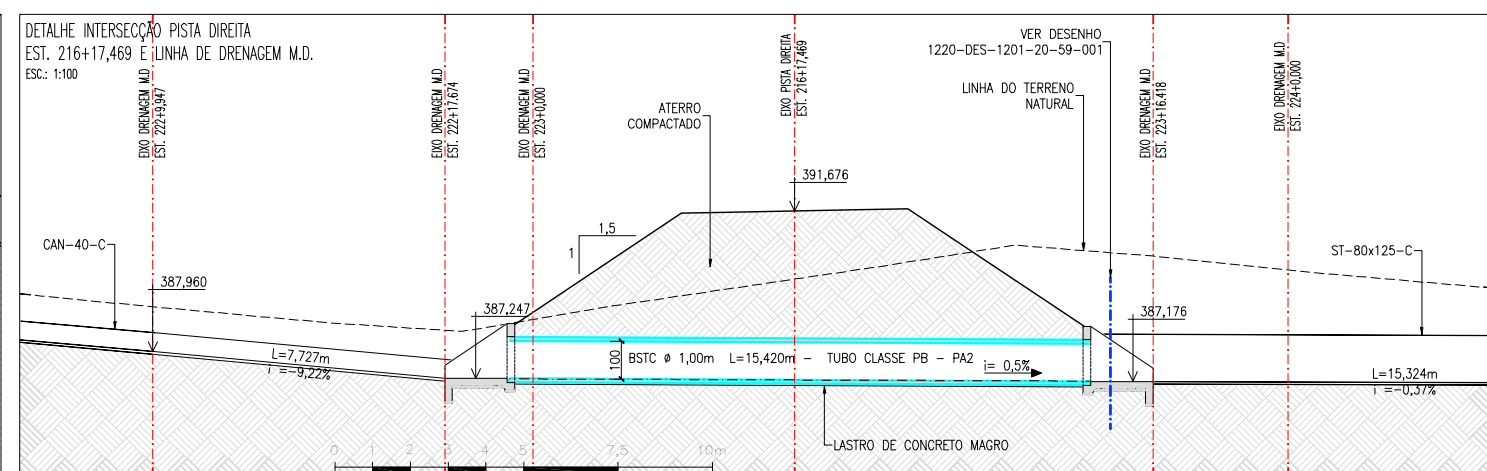 DETALHE INTERSECÇÃO PISTA DIREITA
EST. 216+17,469 E LINHA DE DRENAGEM M.D.
ESC.: 1:100
EIXO DRENAGEM M.D
EST. 222+9,947
EIXO DRENAGEM M.D
EST. 222+17.674
EIXO DRENAGEM M.D
EST. 223+0,000
EIXO PISTA DIREITA
EST. 216+17,469
VER DESENHO
1220-DES-1201-20-59-001
LINHA DO TERRENO
NATURAL
EIXO DRENAGEM M.D
EST. 223+16.418
EIXO DRENAGEM M.D
EST. 224+0,000
ATERRO
COMPACTADO
391,676
1,5
1
CAN-40-C
387,960
387,247
387,176
ST-80x125-C
L=7,727m
i =-9,22%
100
BSTC ø 1,00m L=15,420m - TUBO CLASSE PB - PA2
i= 0,5%
L=15,324m
i =-0,37%
LASTRO DE CONCRETO MAGRO
0 1 2 3 4 5 7,5 10m